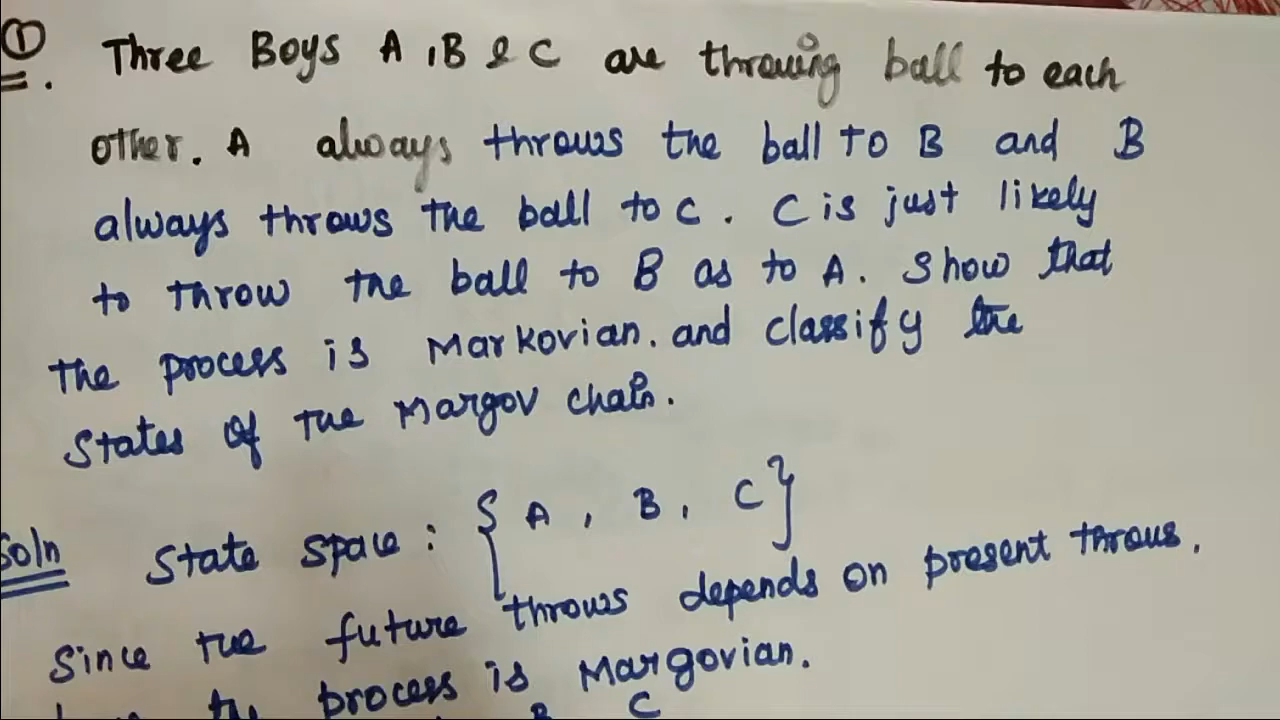 ① Three Boys A, B & C are throwing ball to each
other. A always throws the ball to B and B
always throws the ball to C. C is just likely
to throw the ball to B as to A. Show that
the process is Markovian. and classify the
States of the Margov chain.
Soln State space : { A, B, C }
Since the future throws depends on present throws.
the process is Margovian.
B C